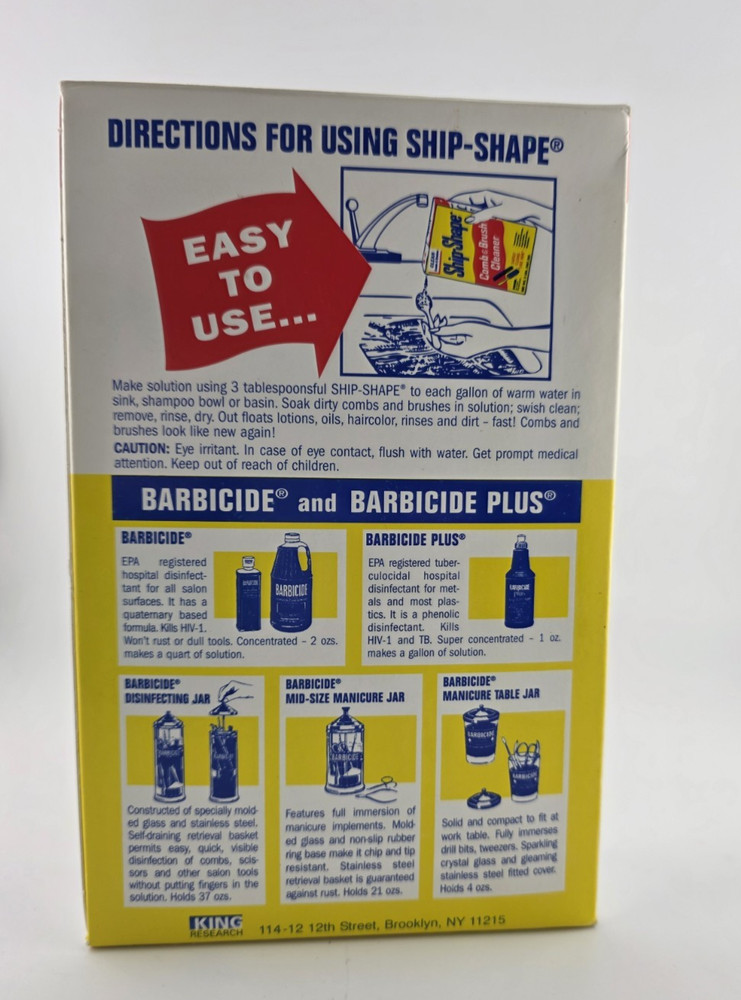 DIRECTIONS FOR USING SHIP-SHAPE®
EASY
TO
USE...
Ship-Shape
Comb & Brush
Cleaner
Make solution using 3 tablespoonsful SHIP-SHAPE® to each gallon of warm water in
sink, shampoo bowl or basin. Soak dirty combs and brushes in solution; swish clean;
remove, rinse, dry. Out floats lotions, oils, haircolor, rinses and dirt – fast! Combs and
brushes look like new again!
CAUTION: Eye irritant. In case of eye contact, flush with water. Get prompt medical
attention. Keep out of reach of children.
BARBICIDE® and BARBICIDE PLUS®
BARBICIDE®
EPA registered
hospital disinfect-
tant for all salon
surfaces. It has a
quaternary based
formula. Kills HIV-1.
Won't rust or dull tools. Concentrated – 2 ozs.
makes a quart of solution.
BARBICIDE
BARBICIDE PLUS®
EPA registered tuber-
culocidal hospital
disinfectant for met-
als and most plas-
tics. It is a phenolic
disinfectant. Kills
HIV-1 and TB. Super concentrated – 1 oz.
makes a gallon of solution.
BARBICIDE®
DISINFECTING JAR
Constructed of specially mold-
ed glass and stainless steel.
Self-draining retrieval basket
permits easy, quick, visible
disinfection of combs, scis-
sors and other salon tools
without putting fingers in the
solution. Holds 37 ozs.
BARBICIDE®
MID-SIZE MANICURE JAR
BARBICIDE
Features full immersion of
manicure implements. Mold-
ed glass and non-slip rubber
ring base make it chip and tip
resistant. Stainless steel
retrieval basket is guaranteed
against rust. Holds 21 ozs.
BARBICIDE®
MANICURE TABLE JAR
BARBICIDE
BARBICIDE
Solid and compact to fit at
work table. Fully immerses
drill bits, tweezers. Sparkling
crystal glass and gleaming
stainless steel fitted cover.
Holds 4 ozs.
KING
RESEARCH
114-12 12th Street, Brooklyn, NY 11215